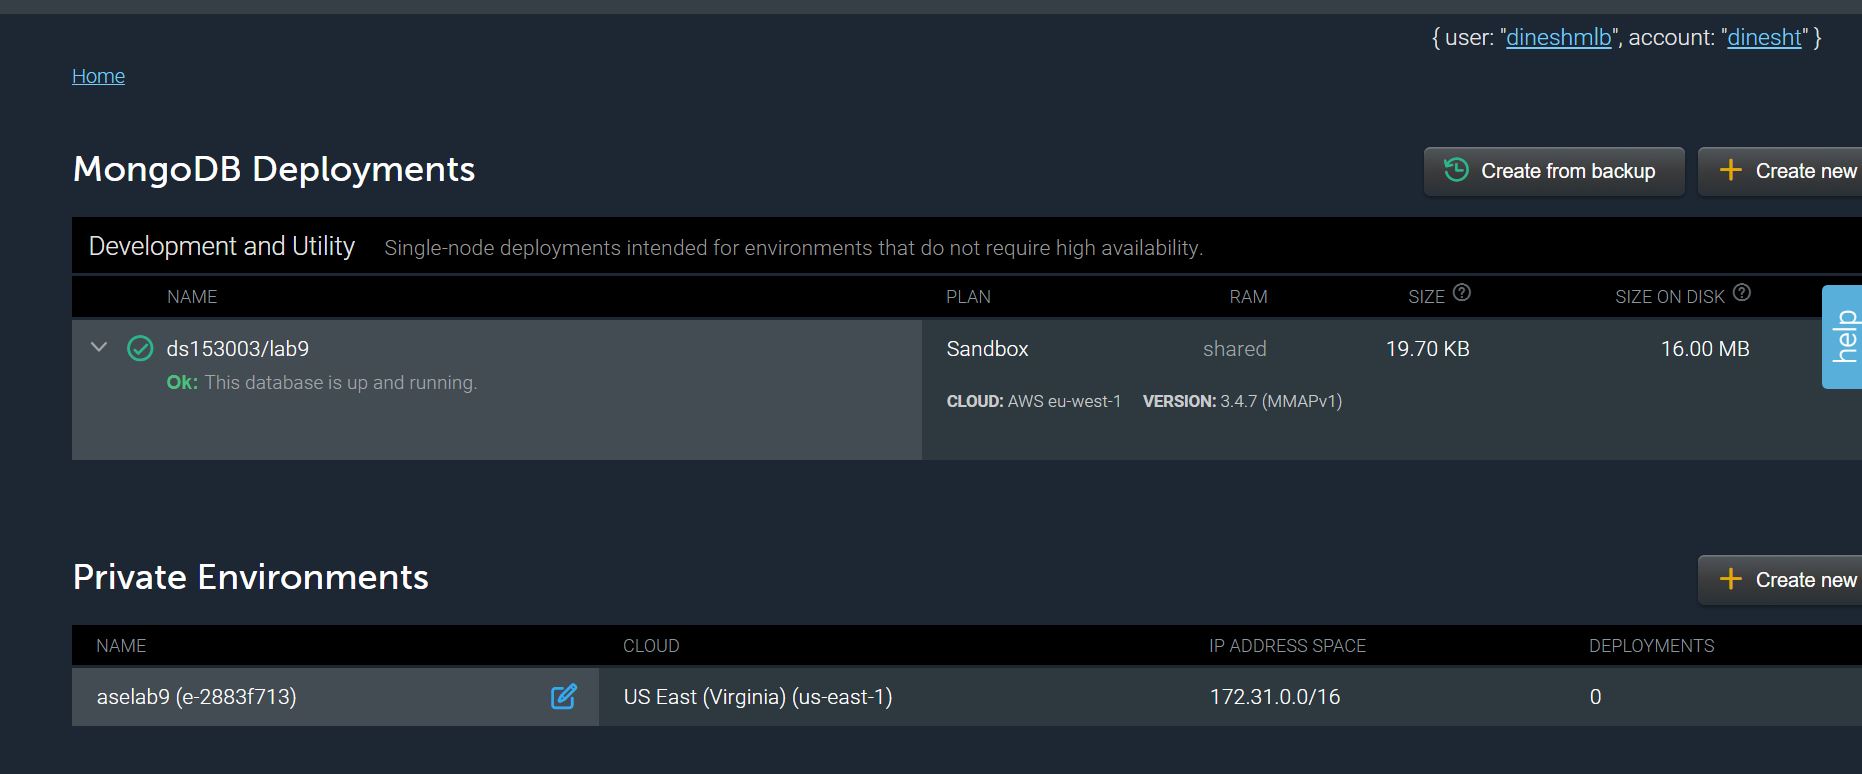 { user: "dineshmlb", account: "dinesht" }
Home
MongoDB Deployments
Create from backup
Create new
Development and Utility Single-node deployments intended for environments that do not require high availability.
NAME PLAN RAM SIZE SIZE ON DISK
help
ds153003/lab9 Sandbox shared 19.70 KB 16.00 MB
Ok: This database is up and running.
CLOUD: AWS eu-west-1 VERSION: 3.4.7 (MMAPv1)
Private Environments
Create new
NAME CLOUD IP ADDRESS SPACE DEPLOYMENTS
aselab9 (e-2883f713) US East (Virginia) (us-east-1) 172.31.0.0/16 0